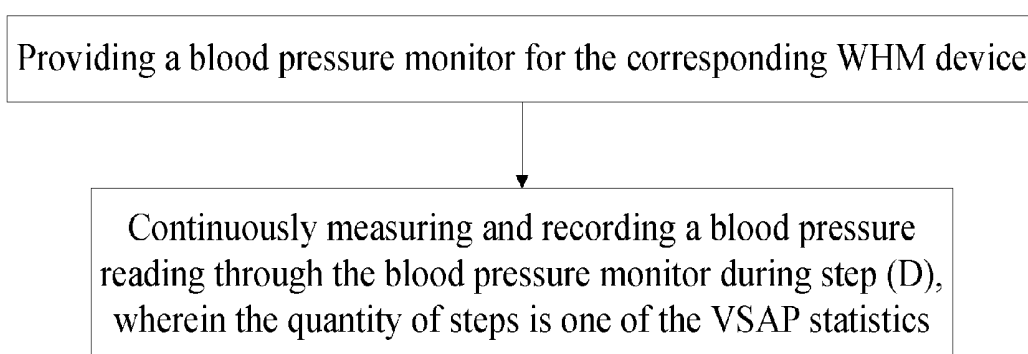 Providing a blood pressure monitor for the corresponding WHM device
Continuously measuring and recording a blood pressure
reading through the blood pressure monitor during step (D),
wherein the quantity of steps is one of the VSAP statistics